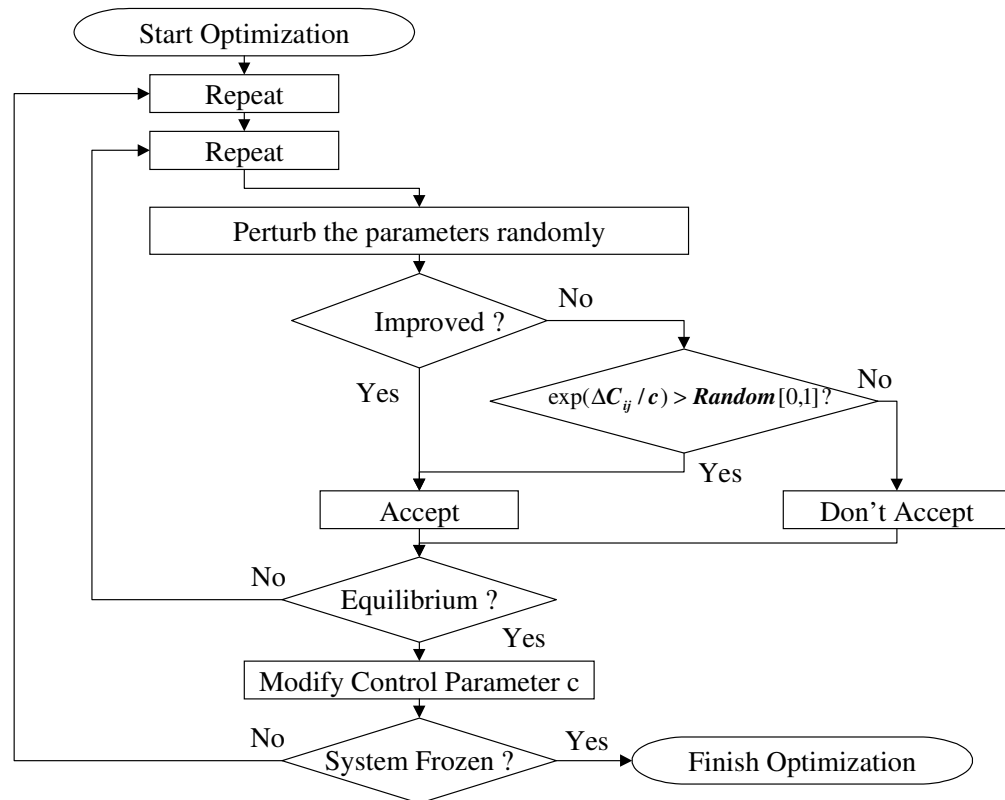 Start Optimization
Repeat
Repeat
Perturb the parameters randomly
Improved ?
No
Yes
exp(ΔC_ij / c) > Random[0,1]?
No
Yes
Accept
Don't Accept
Equilibrium ?
No
Yes
Modify Control Parameter c
System Frozen ?
No
Yes
Finish Optimization